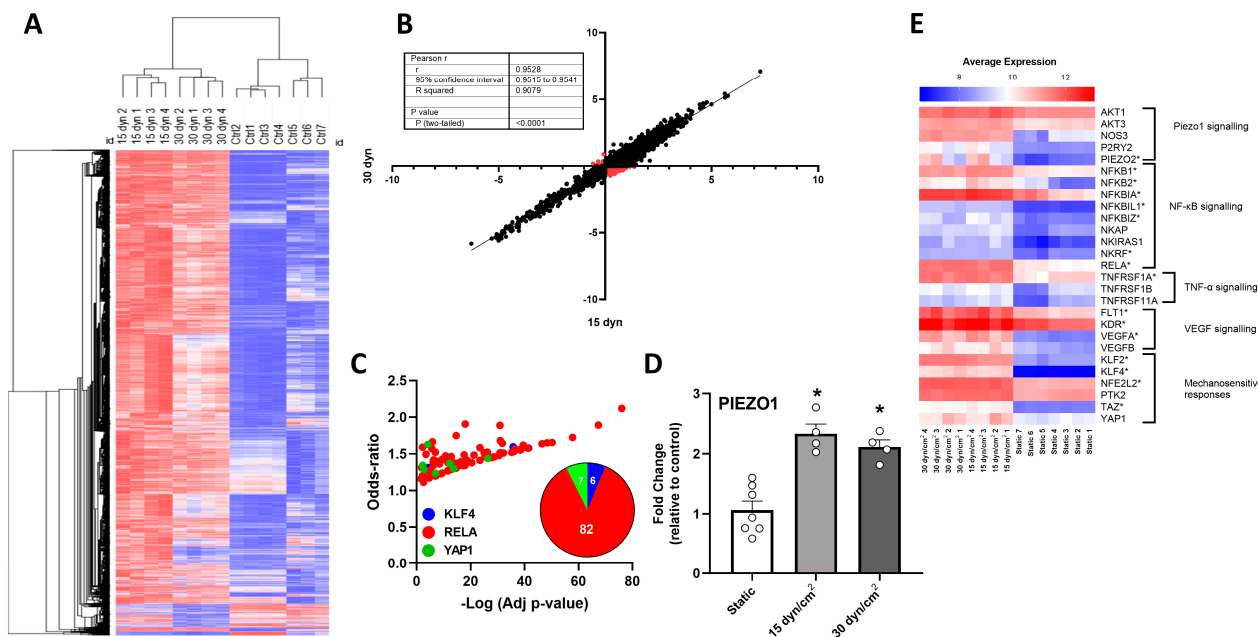 A
15 dyn 2
15 dyn 1
15 dyn 3
15 dyn 4
30 dyn 2
30 dyn 1
30 dyn 3
30 dyn 4
Ctrl2
Ctrl1
Ctrl3
Ctrl4
Ctrl5
Ctrl6
Ctrl7
id
id
B
Pearson r
r 0.9528
95% confidence interval 0.9515 to 0.9541
R squared 0.9079
P value
P (two-tailed) <0.0001
10
5
-10 -5 5 10
-5
-10
30 dyn
15 dyn
C
Odds-ratio
2.5
2.0
1.5
1.0
0.5
0.0
0 20 40 60 80
-Log (Adj p-value)
KLF4
RELA
YAP1
7 6
82
D
PIEZO1
Fold Change
(relative to control)
3
2
1
0
* *
Static
15 dyn/cm2
30 dyn/cm2
E
Average Expression
8 10 12
AKT1
AKT3
NOS3
P2RY2
PIEZO2*
NFKB1*
NFKB2*
NFKBIA*
NFKBIL1*
NFKBIZ*
NKAP
NKIRAS1
NKRF*
RELA*
TNFRSF1A*
TNFRSF1B
TNFRSF11A
FLT1*
KDR*
VEGFA*
VEGFB
KLF2*
KLF4*
NFE2L2*
PTK2
TAZ*
YAP1
Piezo1 signalling
NF-κB signalling
TNF-α signalling
VEGF signalling
Mechanosensitive
responses
30 dyn/cm2 4
30 dyn/cm2 3
30 dyn/cm2 2
30 dyn/cm2 1
15 dyn/cm2 4
15 dyn/cm2 3
15 dyn/cm2 2
15 dyn/cm2 1
Static 7
Static 6
Static 5
Static 4
Static 3
Static 2
Static 1